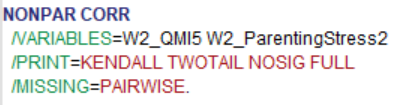 NONPAR CORR
/VARIABLES=W2_QMI5 W2_ParentingStress2
/PRINT=KENDALL TWOTAIL NOSIG FULL
/MISSING=PAIRWISE.